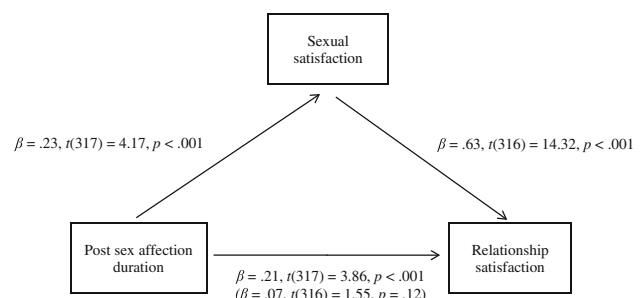 Sexual
satisfaction
β = .23, t(317) = 4.17, p < .001
β = .63, t(316) = 14.32, p < .001
Post sex affection
duration
Relationship
satisfaction
β = .21, t(317) = 3.86, p < .001
(β = .07, t(316) = 1.55, p = .12)